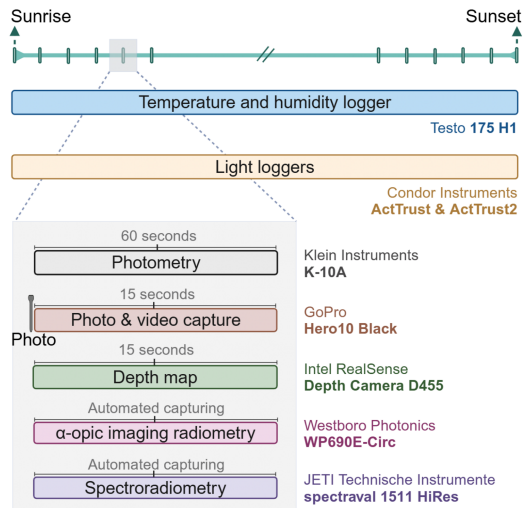 Sunrise
Sunset
Temperature and humidity logger
Testo 175 H1
Light loggers
Condor Instruments
ActTrust & ActTrust2
60 seconds
Photometry
Klein Instruments
K-10A
15 seconds
Photo & video capture
Photo
GoPro
Hero10 Black
15 seconds
Depth map
Intel RealSense
Depth Camera D455
Automated capturing
α-opic imaging radiometry
Westboro Photonics
WP690E-Circ
Automated capturing
Spectroradiometry
JETI Technische Instrumente
spectraval 1511 HiRes